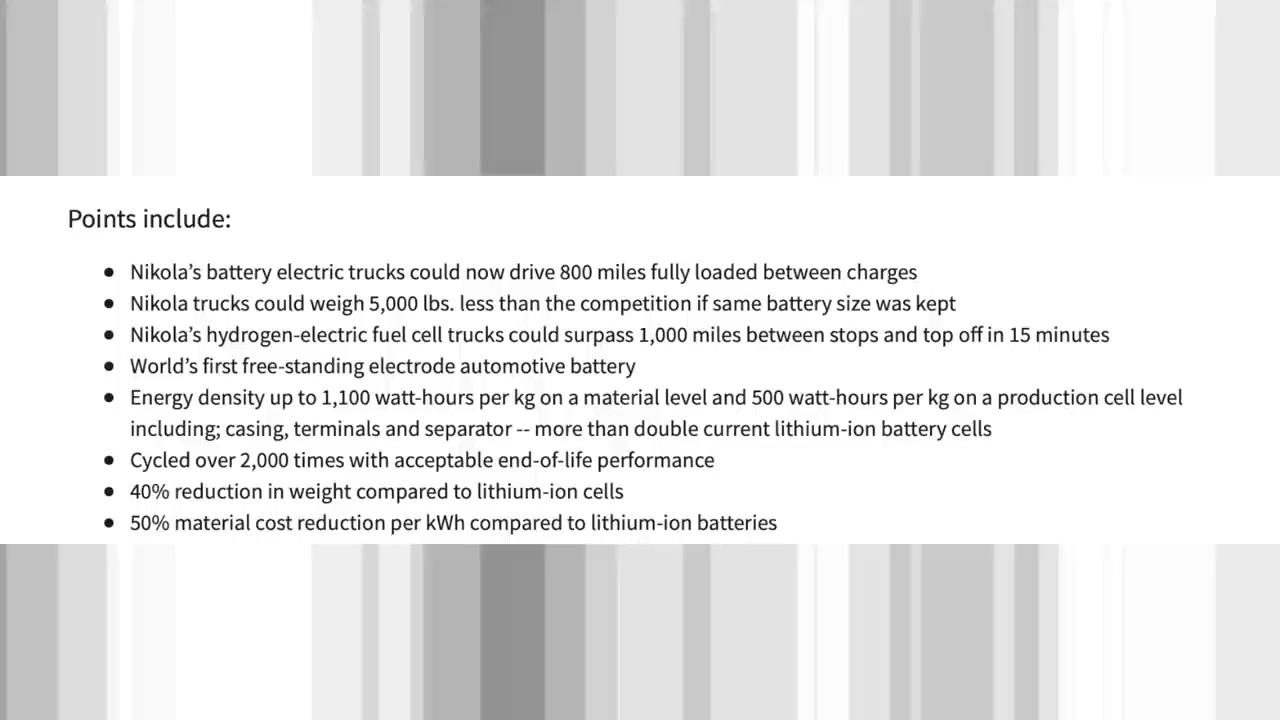 Points include:
● Nikola's battery electric trucks could now drive 800 miles fully loaded between charges
● Nikola trucks could weigh 5,000 lbs. less than the competition if same battery size was kept
● Nikola's hydrogen-electric fuel cell trucks could surpass 1,000 miles between stops and top off in 15 minutes
● World's first free-standing electrode automotive battery
● Energy density up to 1,100 watt-hours per kg on a material level and 500 watt-hours per kg on a production cell level
including; casing, terminals and separator -- more than double current lithium-ion battery cells
● Cycled over 2,000 times with acceptable end-of-life performance
● 40% reduction in weight compared to lithium-ion cells
● 50% material cost reduction per kWh compared to lithium-ion batteries